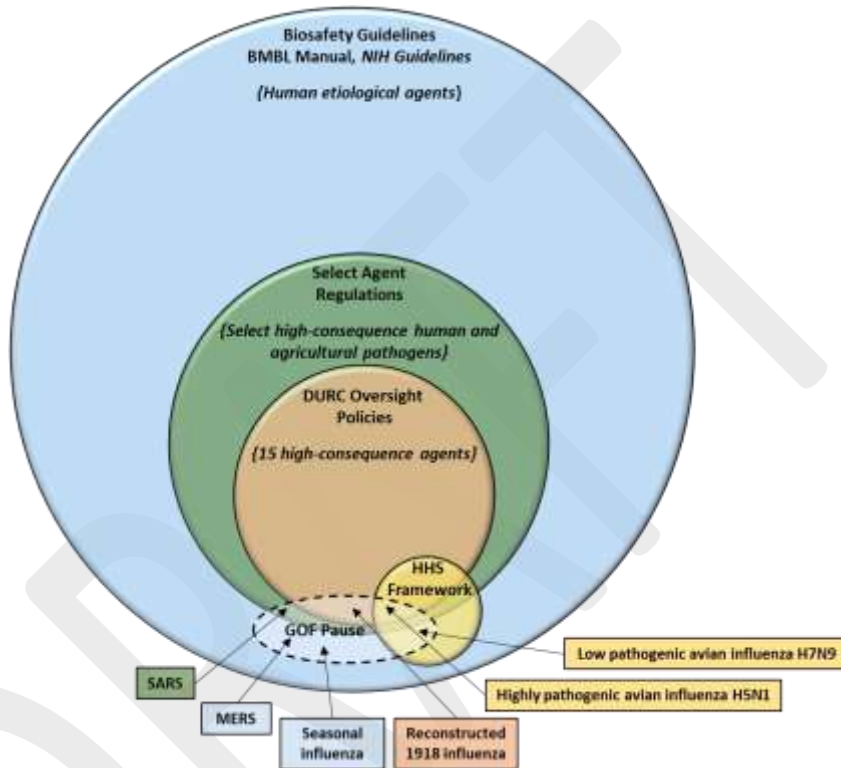 Biosafety Guidelines
BMBL Manual, NIH Guidelines
{Human etiological agents}
Select Agent
Regulations
{Select high-consequence human and
agricultural pathogens}
DURC Oversight
Policies
{15 high-consequence agents}
HHS
Framework
GOF Pause
Low pathogenic avian influenza H7N9
SARS
Highly pathogenic avian influenza H5N1
MERS
Seasonal
influenza
Reconstructed
1918 influenza
DRAFT